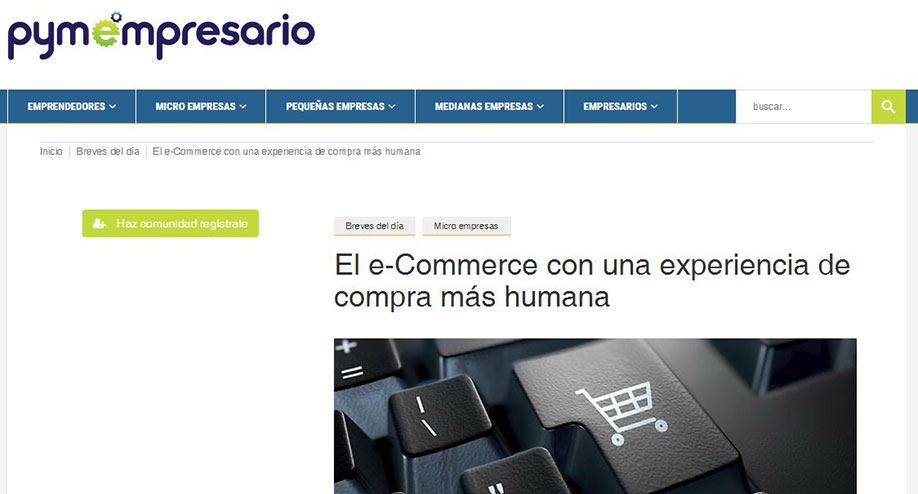 pymempresario
EMPRENDEDORES
MICRO EMPRESAS
PEQUEÑAS EMPRESAS
MEDIANAS EMPRESAS
EMPRESARIOS
buscar...
Inicio | Breves del día | El e-Commerce con una experiencia de compra más humana
Haz comunidad regístrate
Breves del día
Micro empresas
El e-Commerce con una experiencia de
compra más humana
+
=
|
\